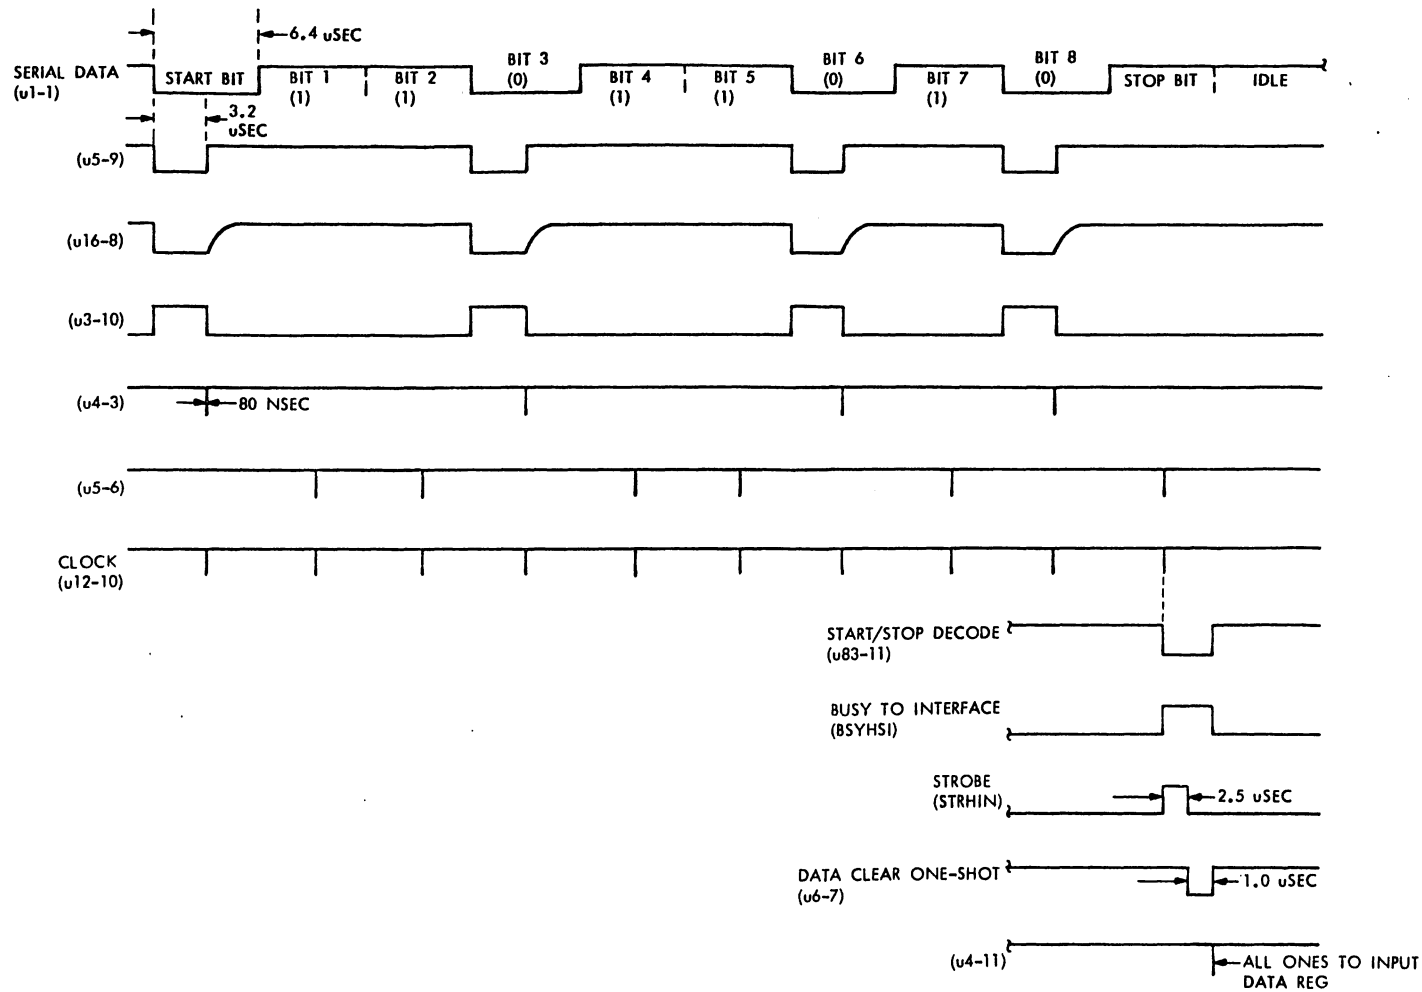 6.4 uSEC
SERIAL DATA
(u1-1)
START BIT
BIT 1
(1)
BIT 2
(1)
BIT 3
(0)
BIT 4
(1)
BIT 5
(1)
BIT 6
(0)
BIT 7
(1)
BIT 8
(0)
STOP BIT
IDLE
3.2
uSEC
(u5-9)
(u16-8)
(u3-10)
(u4-3)
80 NSEC
(u5-6)
CLOCK
(u12-10)
START/STOP DECODE
(u83-11)
BUSY TO INTERFACE
(BSYHSI)
STROBE
(STRHIN)
2.5 uSEC
DATA CLEAR ONE-SHOT
(u6-7)
1.0 uSEC
(u4-11)
ALL ONES TO INPUT
DATA REG